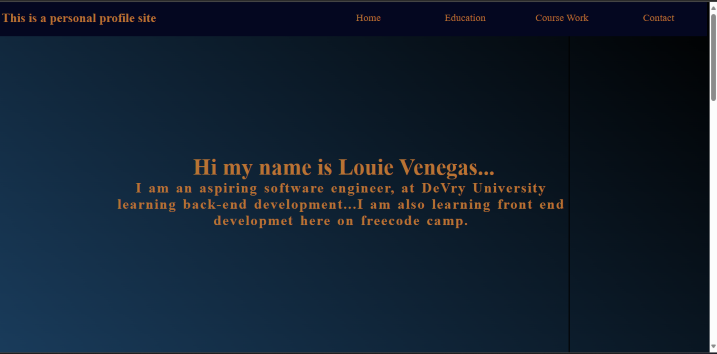 This is a personal profile site
Home Education Course Work Contact
Hi my name is Louie Venegas...
I am an aspiring software engineer, at DeVry University
learning back-end development...I am also learning front end
developmet here on freecode camp.